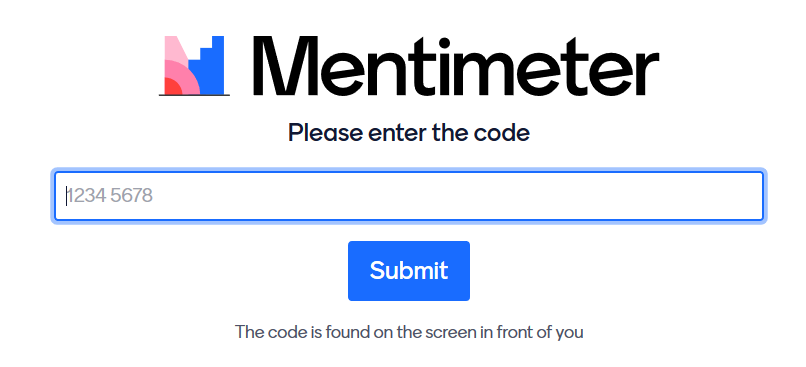 Mentimeter
Please enter the code
1234 5678
Submit
The code is found on the screen in front of you